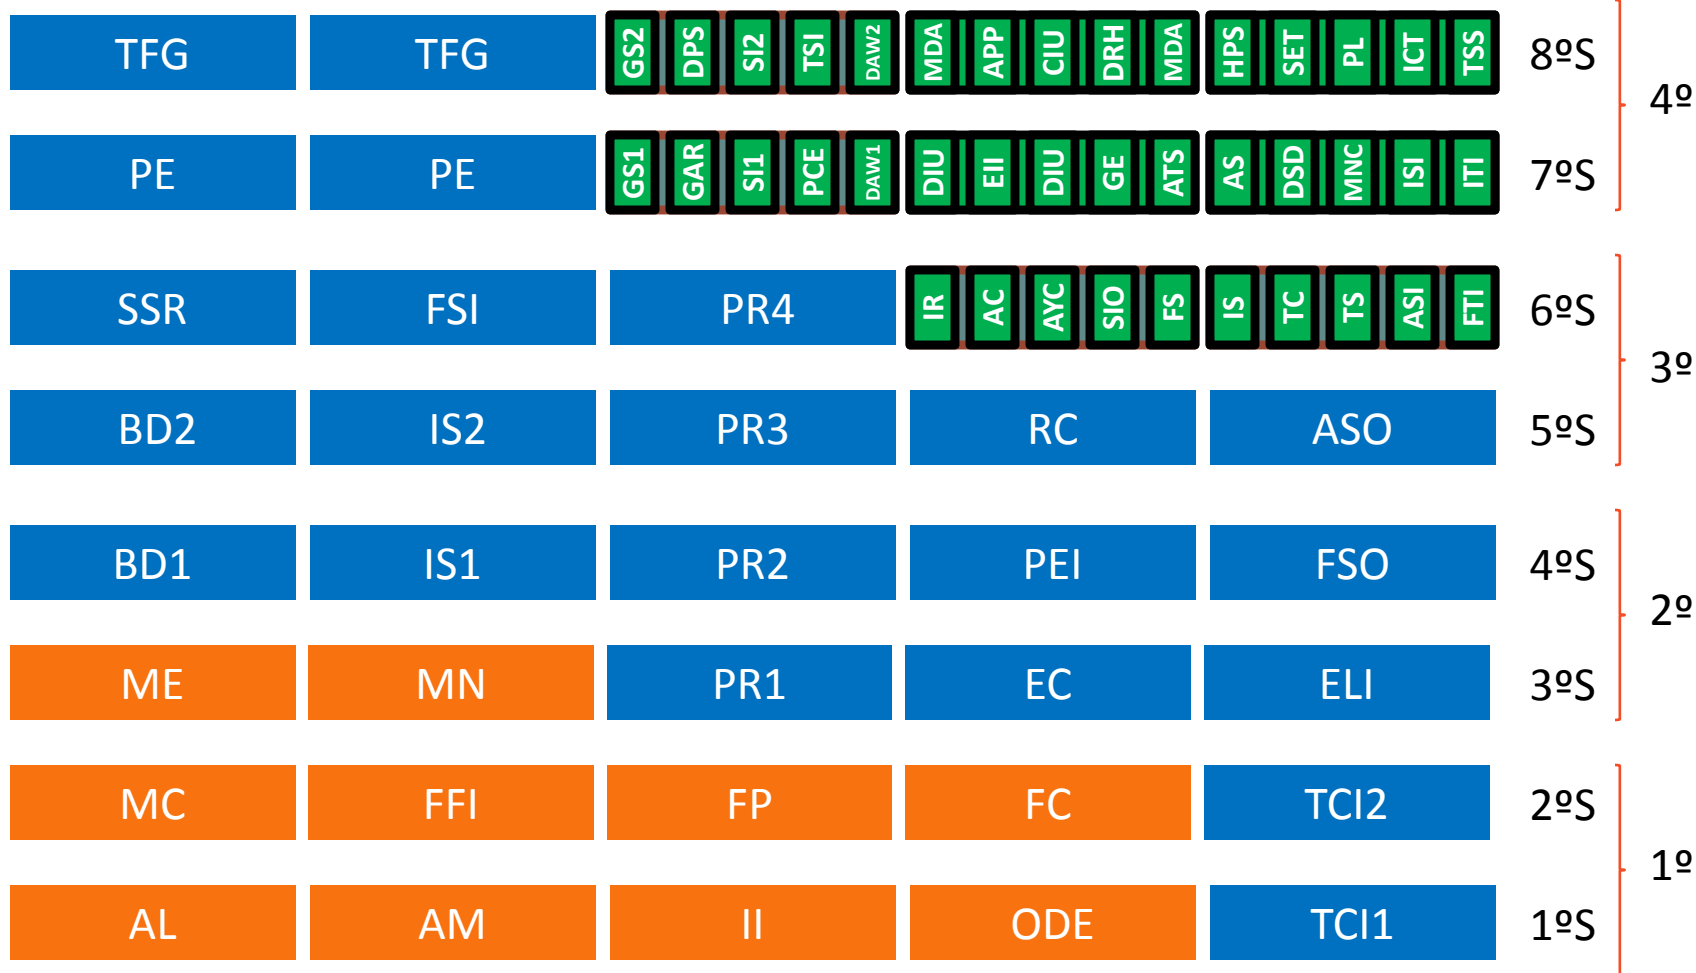 TFG TFG GS2 DPS SI2 TSI DAW2 MDA APP CIU DRH MDA HPS SET PL ICT TSS 8ºS
4º
PE PE GS1 GAR SI1 PCE DAW1 DIU EII DIU GE ATS AS DSD MNC ISI ITI 7ºS
SSR FSI PR4 IR AC AYC SIO FS IS TC TS ASI FTI 6ºS
3º
BD2 IS2 PR3 RC ASO 5ºS
BD1 IS1 PR2 PEI FSO 4ºS
2º
ME MN PR1 EC ELI 3ºS
MC FFI FP FC TCI2 2ºS
1º
AL AM II ODE TCI1 1ºS